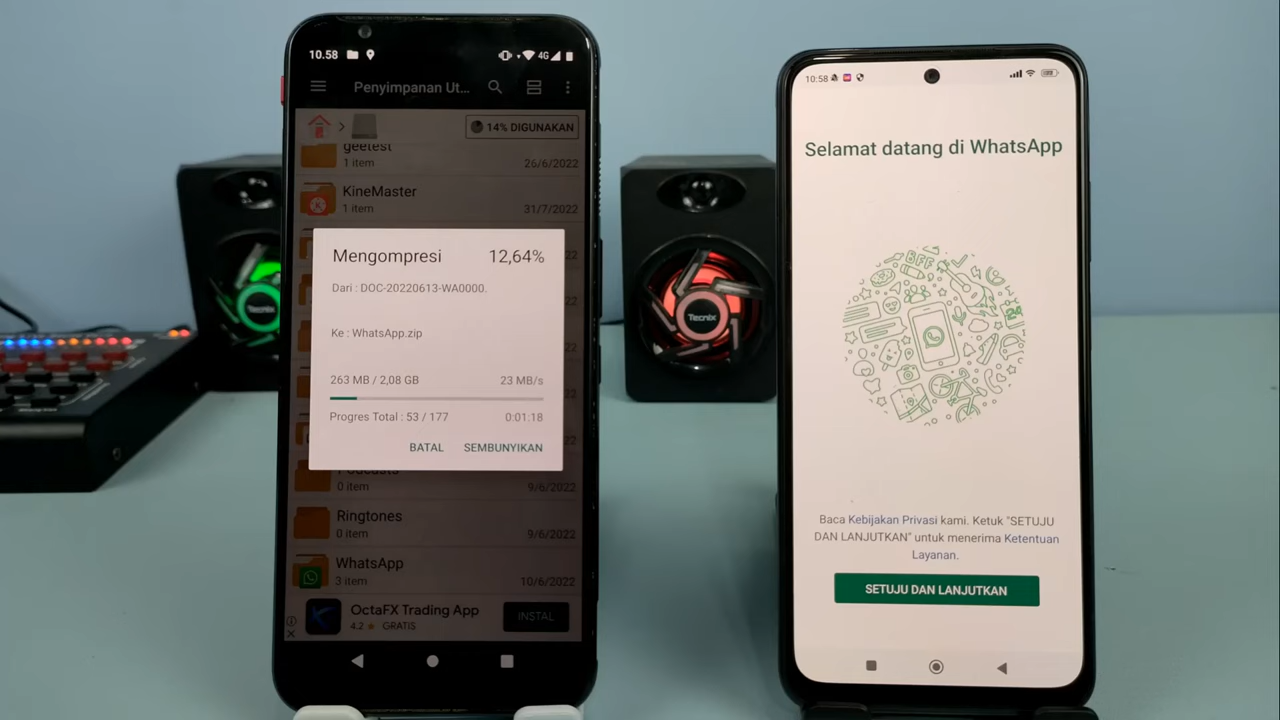 10.58
4G
Penyimpanan Ut...
14% DIGUNAKAN
geetest
1 item
26/6/2022
KineMaster
1 item
31/7/2022
Mengompresi
12,64%
Dari : DOC-20220613-WA0000.
Ke : WhatsApp.zip
263 MB / 2,08 GB
23 MB/s
Progres Total : 53 / 177
0:01:18
BATAL
SEMBUNYIKAN
Podcasts
0 item
9/6/2022
Ringtones
0 item
9/6/2022
WhatsApp
3 item
10/6/2022
OctaFX Trading App
4.2 ★ GRATIS
INSTAL
Tecnix
Tecnix
10:58
Selamat datang di WhatsApp
Baca Kebijakan Privasi kami. Ketuk "SETUJU
DAN LANJUTKAN" untuk menerima Ketentuan
Layanan.
SETUJU DAN LANJUTKAN